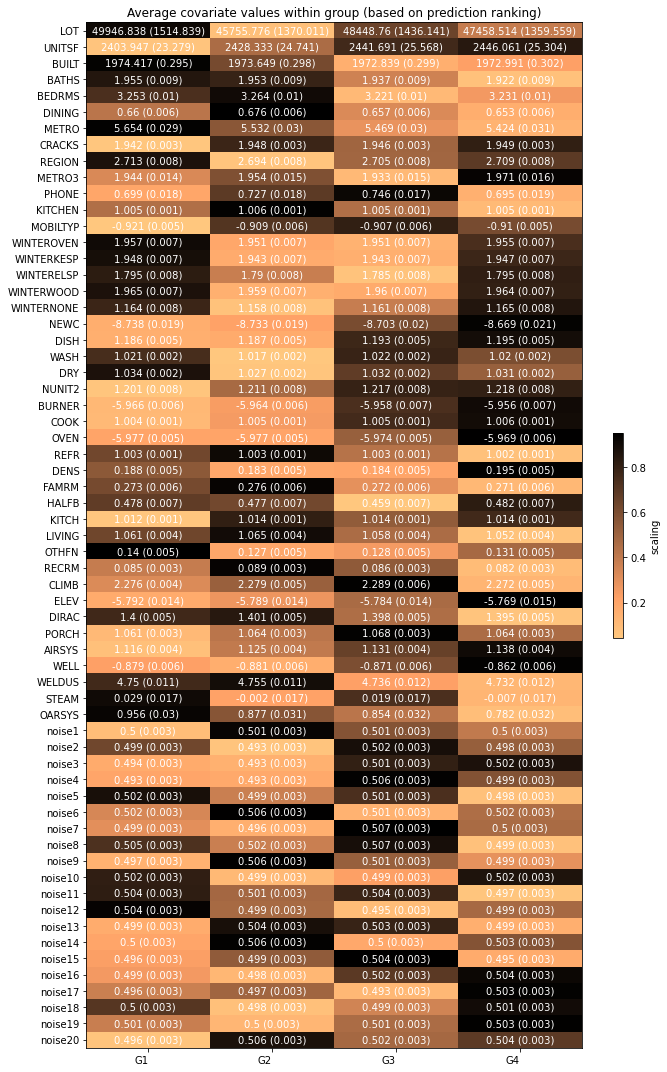 Average covariate values within group (based on prediction ranking)
LOT 49946.838 (1514.839) 45755.776 (1370.011) 48448.76 (1436.141) 47458.514 (1359.559)
UNITSF 2403.947 (23.279) 2428.333 (24.741) 2441.691 (25.568) 2446.061 (25.304)
BUILT 1974.417 (0.295) 1973.649 (0.298) 1972.839 (0.299) 1972.991 (0.302)
BATHS 1.955 (0.009) 1.953 (0.009) 1.937 (0.009) 1.922 (0.009)
BEDRMS 3.253 (0.01) 3.264 (0.01) 3.221 (0.01) 3.231 (0.01)
DINING 0.66 (0.006) 0.676 (0.006) 0.657 (0.006) 0.653 (0.006)
METRO 5.654 (0.029) 5.532 (0.03) 5.469 (0.03) 5.424 (0.031)
CRACKS 1.942 (0.003) 1.948 (0.003) 1.946 (0.003) 1.949 (0.003)
REGION 2.713 (0.008) 2.694 (0.008) 2.705 (0.008) 2.709 (0.008)
METRO3 1.944 (0.014) 1.954 (0.015) 1.933 (0.015) 1.971 (0.016)
PHONE 0.699 (0.018) 0.727 (0.018) 0.746 (0.017) 0.695 (0.019)
KITCHEN 1.005 (0.001) 1.006 (0.001) 1.005 (0.001) 1.005 (0.001)
MOBILTYP -0.921 (0.005) -0.909 (0.006) -0.907 (0.006) -0.91 (0.005)
WINTEROVEN 1.957 (0.007) 1.951 (0.007) 1.951 (0.007) 1.955 (0.007)
WINTERKESP 1.948 (0.007) 1.943 (0.007) 1.943 (0.007) 1.947 (0.007)
WINTERELSP 1.795 (0.008) 1.79 (0.008) 1.785 (0.008) 1.795 (0.008)
WINTERWOOD 1.965 (0.007) 1.959 (0.007) 1.96 (0.007) 1.964 (0.007)
WINTERNONE 1.164 (0.008) 1.158 (0.008) 1.161 (0.008) 1.165 (0.008)
NEWC -8.738 (0.019) -8.733 (0.019) -8.703 (0.02) -8.669 (0.021)
DISH 1.186 (0.005) 1.187 (0.005) 1.193 (0.005) 1.195 (0.005)
WASH 1.021 (0.002) 1.017 (0.002) 1.022 (0.002) 1.02 (0.002)
DRY 1.034 (0.002) 1.027 (0.002) 1.032 (0.002) 1.031 (0.002)
NUNIT2 1.201 (0.008) 1.211 (0.008) 1.217 (0.008) 1.218 (0.008)
BURNER -5.966 (0.006) -5.964 (0.006) -5.958 (0.007) -5.956 (0.007)
COOK 1.004 (0.001) 1.005 (0.001) 1.005 (0.001) 1.006 (0.001)
OVEN -5.977 (0.005) -5.977 (0.005) -5.974 (0.005) -5.969 (0.006)
REFR 1.003 (0.001) 1.003 (0.001) 1.003 (0.001) 1.002 (0.001)
DENS 0.188 (0.005) 0.183 (0.005) 0.184 (0.005) 0.195 (0.005)
FAMRM 0.273 (0.006) 0.276 (0.006) 0.272 (0.006) 0.271 (0.006)
HALFB 0.478 (0.007) 0.477 (0.007) 0.459 (0.007) 0.482 (0.007)
KITCH 1.012 (0.001) 1.014 (0.001) 1.014 (0.001) 1.014 (0.001)
LIVING 1.061 (0.004) 1.065 (0.004) 1.058 (0.004) 1.052 (0.004)
OTHFN 0.14 (0.005) 0.127 (0.005) 0.128 (0.005) 0.131 (0.005)
RECRM 0.085 (0.003) 0.089 (0.003) 0.086 (0.003) 0.082 (0.003)
CLIMB 2.276 (0.004) 2.279 (0.005) 2.289 (0.006) 2.272 (0.005)
ELEV -5.792 (0.014) -5.789 (0.014) -5.784 (0.014) -5.769 (0.015)
DIRAC 1.4 (0.005) 1.401 (0.005) 1.398 (0.005) 1.395 (0.005)
PORCH 1.061 (0.003) 1.064 (0.003) 1.068 (0.003) 1.064 (0.003)
AIRSYS 1.116 (0.004) 1.125 (0.004) 1.131 (0.004) 1.138 (0.004)
WELL -0.879 (0.006) -0.881 (0.006) -0.871 (0.006) -0.862 (0.006)
WELDUS 4.75 (0.011) 4.755 (0.011) 4.736 (0.012) 4.732 (0.012)
STEAM 0.029 (0.017) -0.002 (0.017) 0.019 (0.017) -0.007 (0.017)
OARSYS 0.956 (0.03) 0.877 (0.031) 0.854 (0.032) 0.782 (0.032)
noise1 0.5 (0.003) 0.501 (0.003) 0.501 (0.003) 0.5 (0.003)
noise2 0.499 (0.003) 0.493 (0.003) 0.502 (0.003) 0.498 (0.003)
noise3 0.494 (0.003) 0.493 (0.003) 0.501 (0.003) 0.502 (0.003)
noise4 0.493 (0.003) 0.493 (0.003) 0.506 (0.003) 0.499 (0.003)
noise5 0.502 (0.003) 0.499 (0.003) 0.501 (0.003) 0.498 (0.003)
noise6 0.502 (0.003) 0.506 (0.003) 0.501 (0.003) 0.502 (0.003)
noise7 0.499 (0.003) 0.496 (0.003) 0.507 (0.003) 0.5 (0.003)
noise8 0.505 (0.003) 0.502 (0.003) 0.507 (0.003) 0.499 (0.003)
noise9 0.497 (0.003) 0.506 (0.003) 0.501 (0.003) 0.499 (0.003)
noise10 0.502 (0.003) 0.499 (0.003) 0.499 (0.003) 0.502 (0.003)
noise11 0.504 (0.003) 0.501 (0.003) 0.504 (0.003) 0.497 (0.003)
noise12 0.504 (0.003) 0.499 (0.003) 0.495 (0.003) 0.499 (0.003)
noise13 0.499 (0.003) 0.504 (0.003) 0.503 (0.003) 0.499 (0.003)
noise14 0.5 (0.003) 0.506 (0.003) 0.5 (0.003) 0.503 (0.003)
noise15 0.496 (0.003) 0.499 (0.003) 0.504 (0.003) 0.495 (0.003)
noise16 0.499 (0.003) 0.498 (0.003) 0.502 (0.003) 0.504 (0.003)
noise17 0.496 (0.003) 0.497 (0.003) 0.493 (0.003) 0.503 (0.003)
noise18 0.5 (0.003) 0.498 (0.003) 0.499 (0.003) 0.501 (0.003)
noise19 0.501 (0.003) 0.5 (0.003) 0.501 (0.003) 0.503 (0.003)
noise20 0.496 (0.003) 0.506 (0.003) 0.502 (0.003) 0.504 (0.003)
G1 G2 G3 G4
0.8
0.6
0.4
0.2
scaling